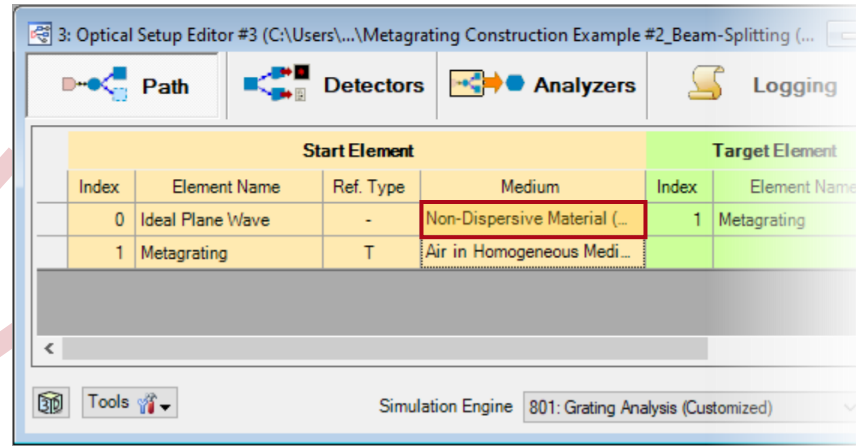 3: Optical Setup Editor #3 (C:\Users\...\Metagrating Construction Example #2_Beam-Splitting (...
Path Detectors Analyzers Logging
Start Element Target Element
Index Element Name Ref. Type Medium Index Element Name
0 Ideal Plane Wave - Non-Dispersive Material (... 1 Metagrating
1 Metagrating T Air in Homogeneous Medi...
3D Tools Simulation Engine 801: Grating Analysis (Customized)